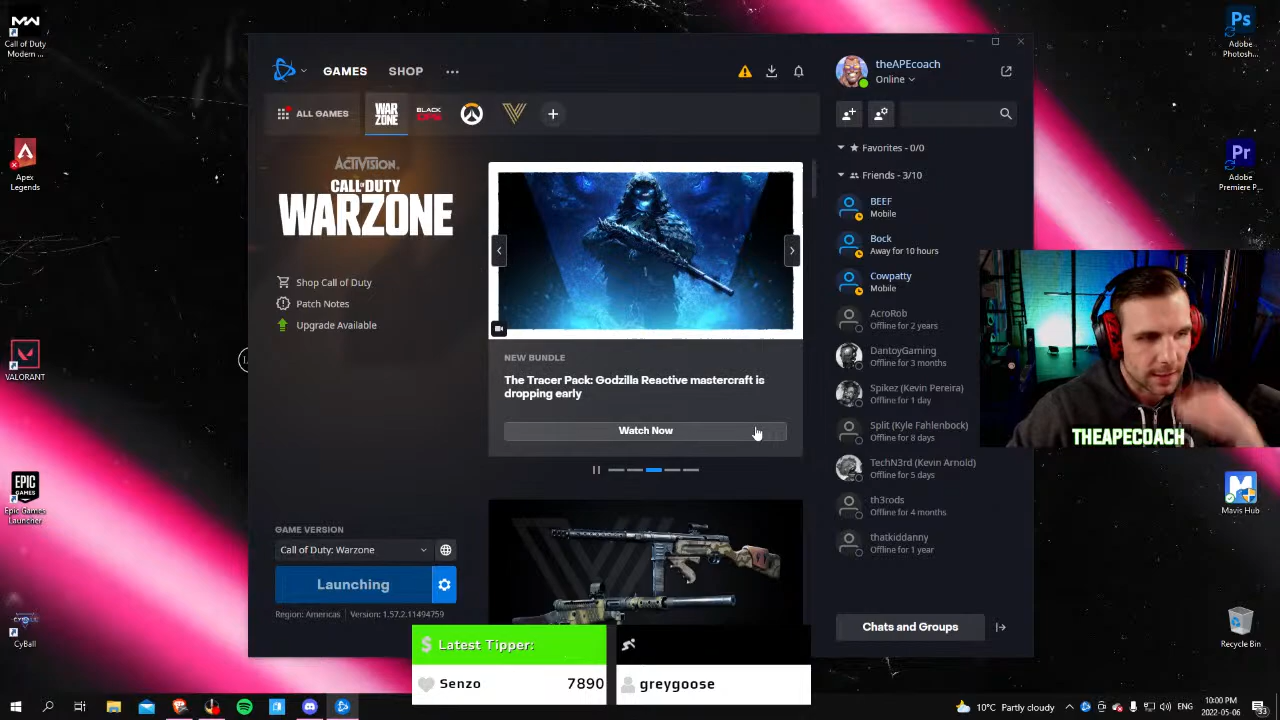 Call of Duty
Modern ...
Apex
Legends
VALORANT
Epic Games
Launcher
CyBall
GAMES
SHOP
ALL GAMES
WAR
ZONE
BLACK
OPS
ACTIVISION
CALL OF DUTY
WARZONE
Shop Call of Duty
Patch Notes
Upgrade Available
NEW BUNDLE
The Tracer Pack: Godzilla Reactive mastercraft is
dropping early
Watch Now
GAME VERSION
Call of Duty: Warzone
Launching
Region: Americas | Version: 1.57.2.11494759
theAPEcoach
Online
Favorites - 0/0
Friends - 3/10
BEEF
Mobile
Bock
Away for 10 hours
Cowpatty
Mobile
AcroRob
Offline for 2 years
DantoyGaming
Offline for 3 months
Spikez (Kevin Pereira)
Offline for 1 day
Split (Kyle Fahlenbock)
Offline for 8 days
TechN3rd (Kevin Arnold)
Offline for 5 days
th3rods
Offline for 4 months
thatkiddanny
Offline for 1 year
Chats and Groups
THEAPECOACH
Ps
Adobe
Photosh...
Pr
Adobe
Premiere P...
Mavis Hub
Recycle Bin
Latest Tipper:
Senzo 7890
greygoose
10°C Partly cloudy
10:00 PM
2022-05-06